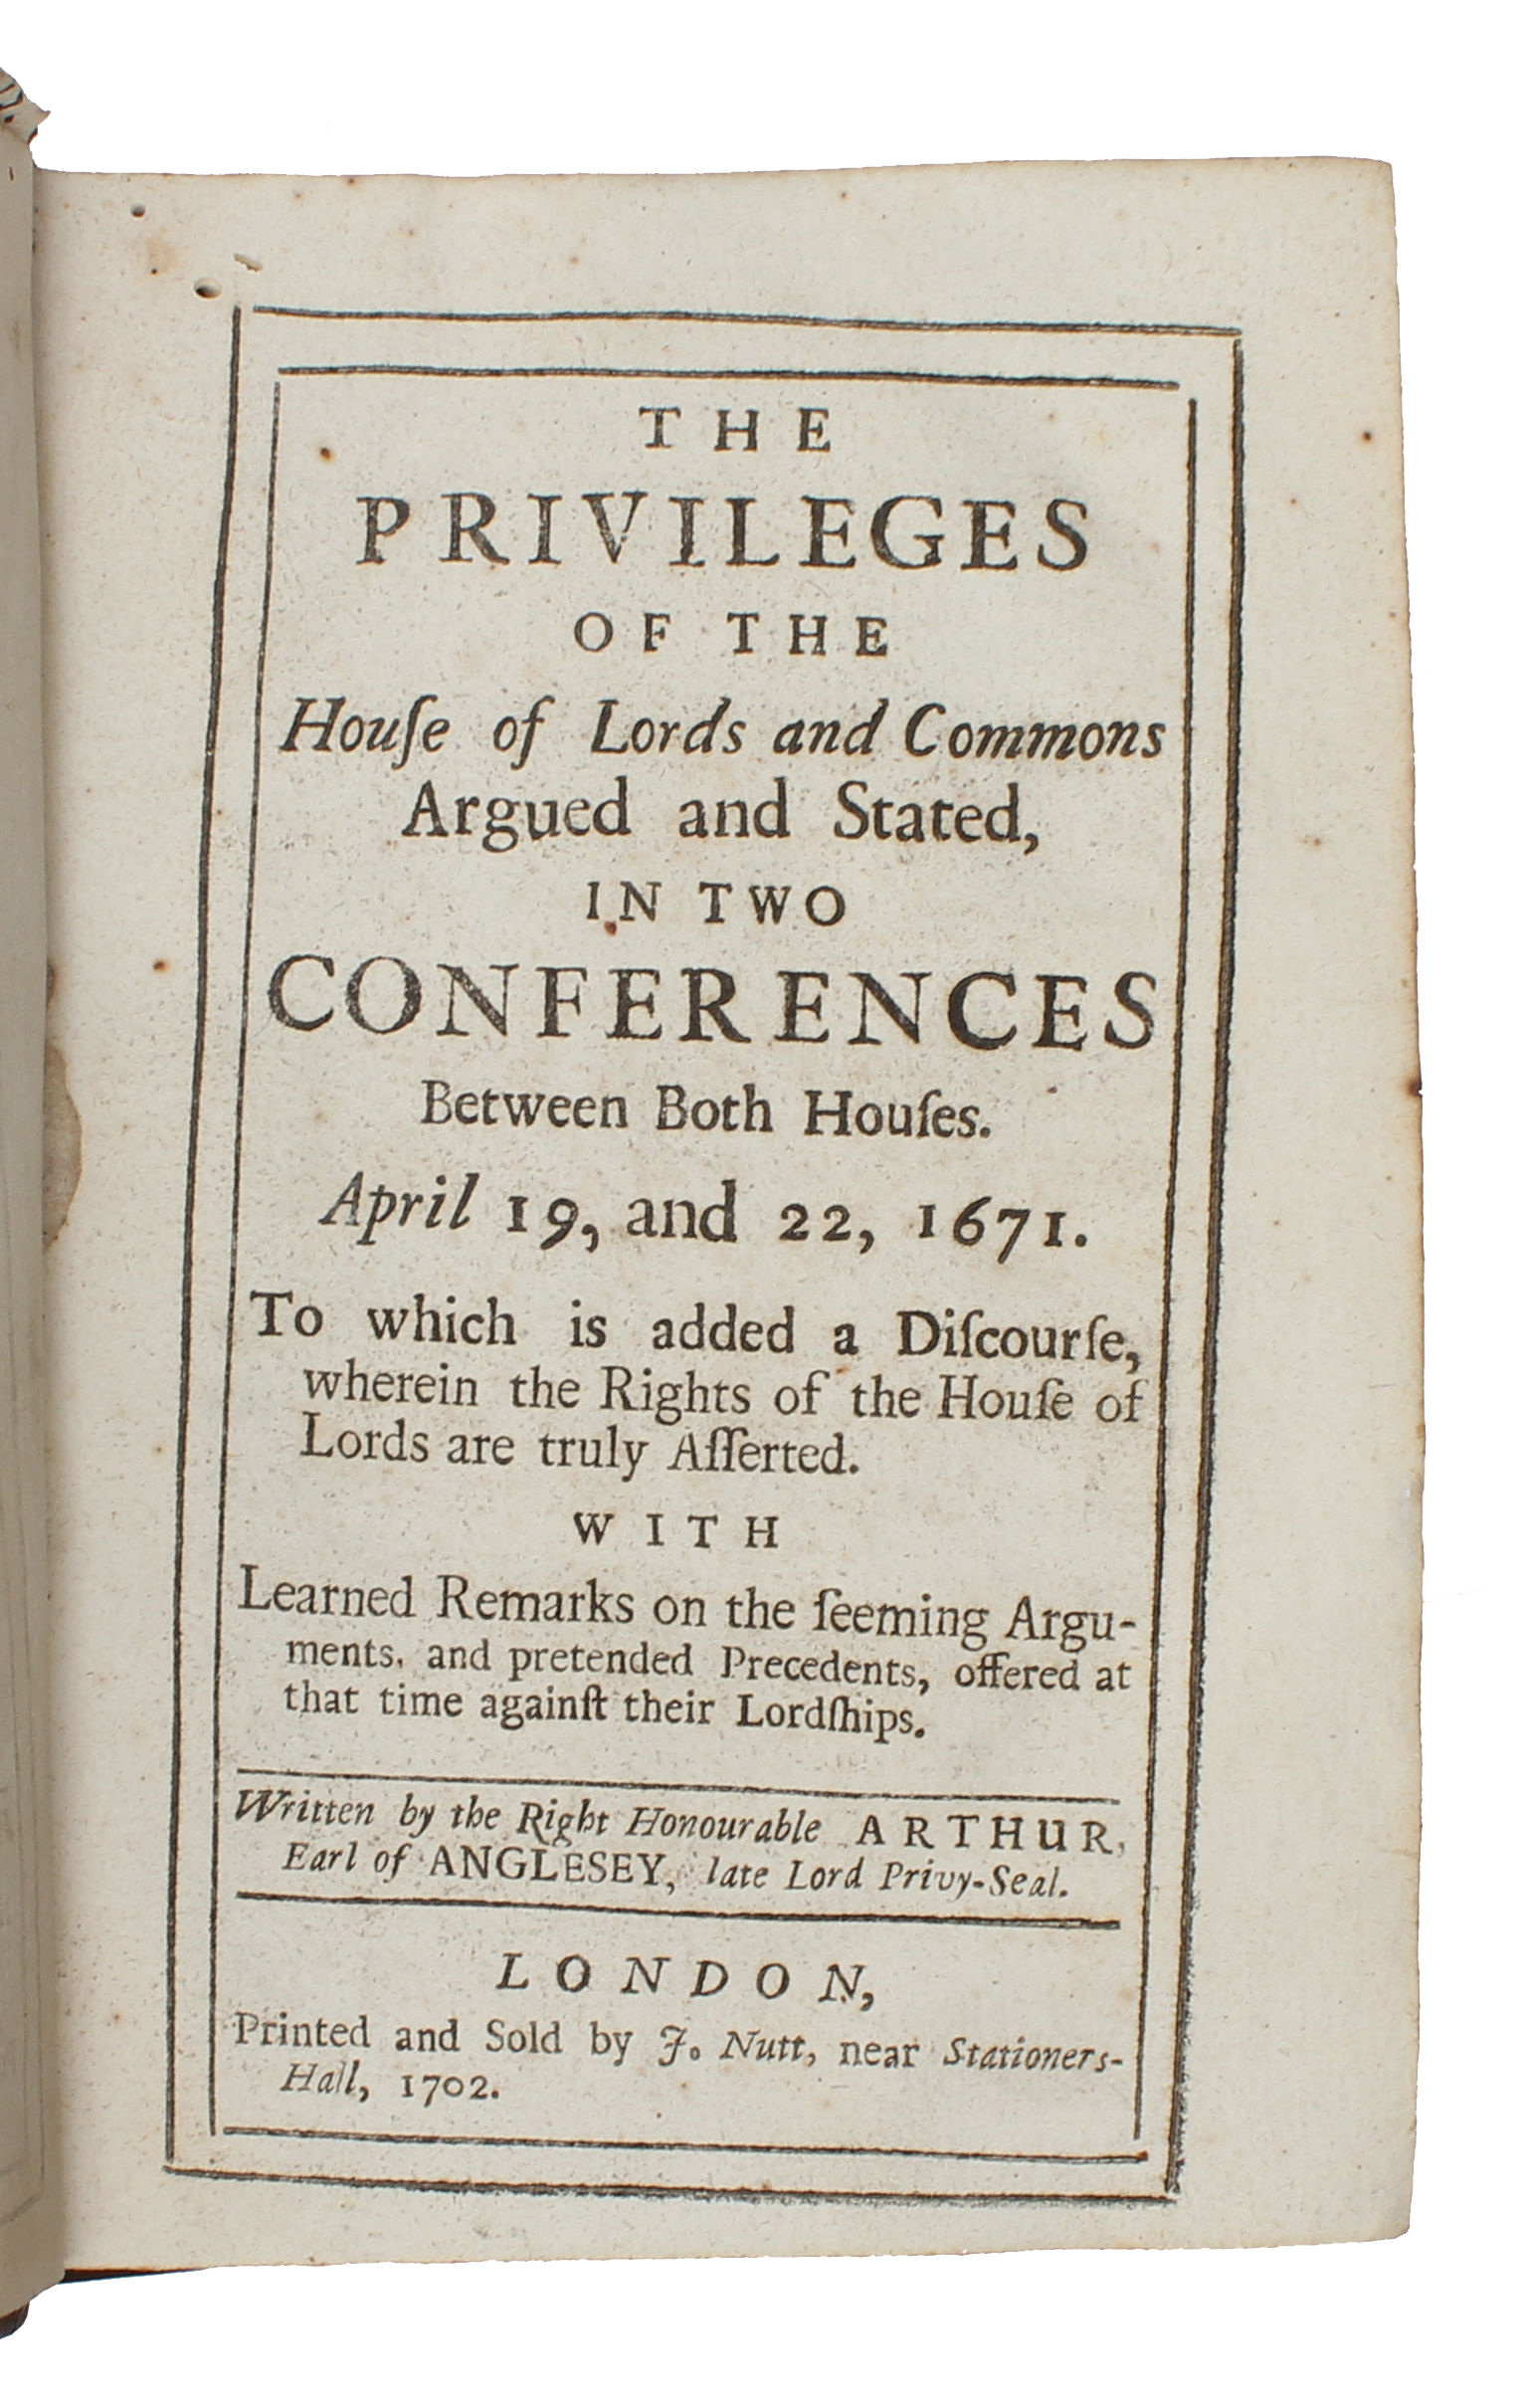 THE
PRIVILEGES
OF THE
Houſe of Lords and Commons
Argued and Stated,
IN TWO
CONFERENCES
Between Both Houſes.
April 19, and 22, 1671.
To which is added a Diſcourſe,
wherein the Rights of the Houſe of
Lords are truly Aſſerted.
WITH
Learned Remarks on the ſeeming Argu-
ments, and pretended Precedents, offered at
that time againſt their Lordſhips.
Written by the Right Honourable ARTHUR,
Earl of ANGLESEY, late Lord Privy-Seal.
LONDON,
Printed and Sold by J. Nutt, near Stationers-
Hall, 1702.